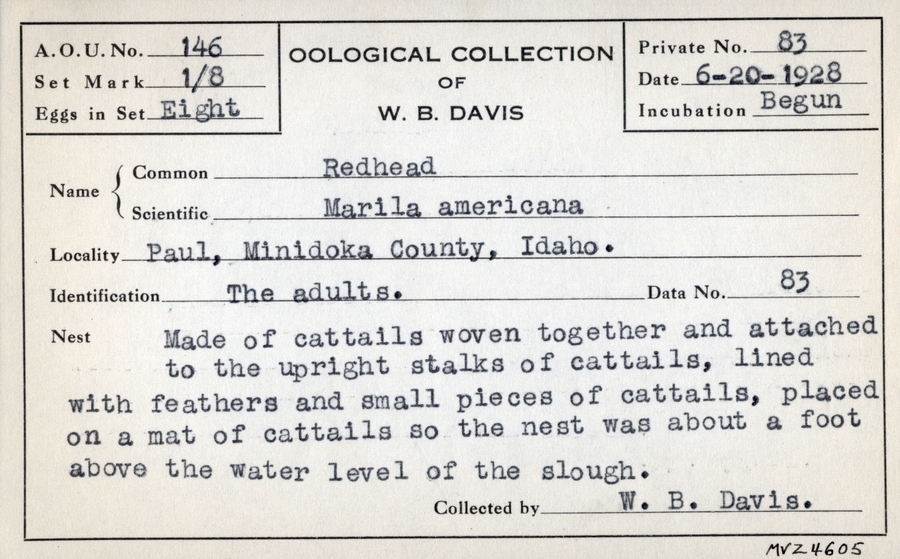 A.O.U. No. 146
Set Mark 1/8
Eggs in Set Eight
OOLOGICAL COLLECTION
OF
W. B. DAVIS
Private No. 83
Date 6-20-1928
Incubation Begun
Name
Common Redhead
Scientific Marila americana
Locality Paul, Minidoka County, Idaho.
Identification The adults. Data No. 83
Nest Made of cattails woven together and attached
to the upright stalks of cattails, lined
with feathers and small pieces of cattails, placed
on a mat of cattails so the nest was about a foot
above the water level of the slough.
Collected by W. B. Davis.
MVZ 4605